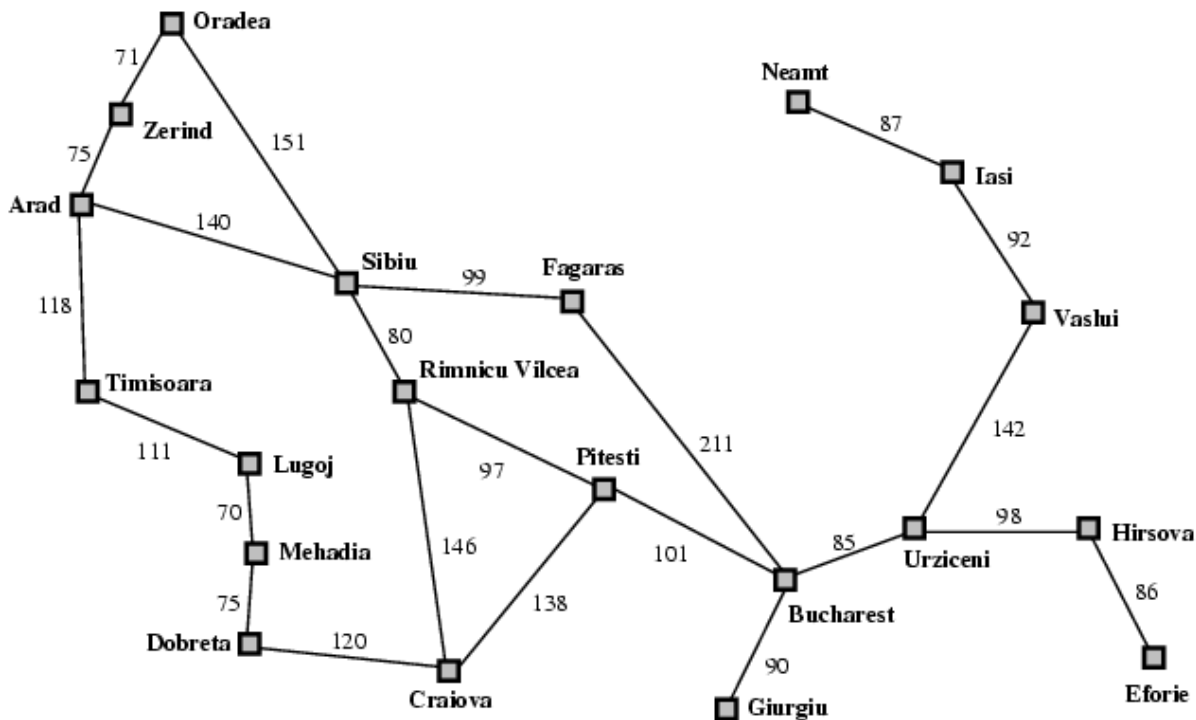 Oradea
71
Neamt
Zerind
87
75
151
Iasi
Arad
140
92
Sibiu
99
Fagaras
118
Vaslui
80
Rimnicu Vilcea
Timisoara
142
211
111
Lugoj
97
Pitesti
70
98
Hirsova
Mehadia
146
101
85
Urziceni
75
138
86
Bucharest
Dobreta
120
90
Craiova
Giurgiu
Eforie